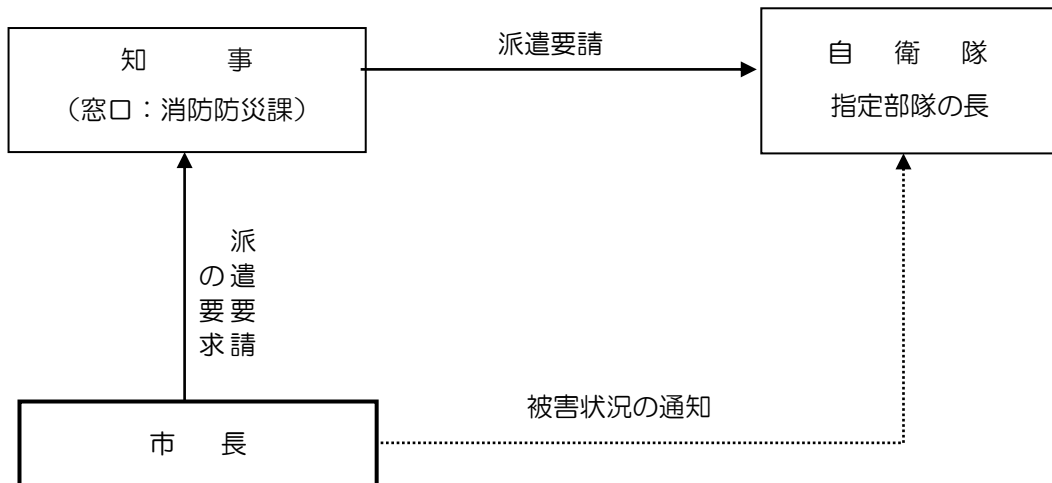 知　　事
（窓口：消防防災課）
派遣要請
自　衛　隊
指定部隊の長
派遣要請
の要求
市　長
被害状況の通知